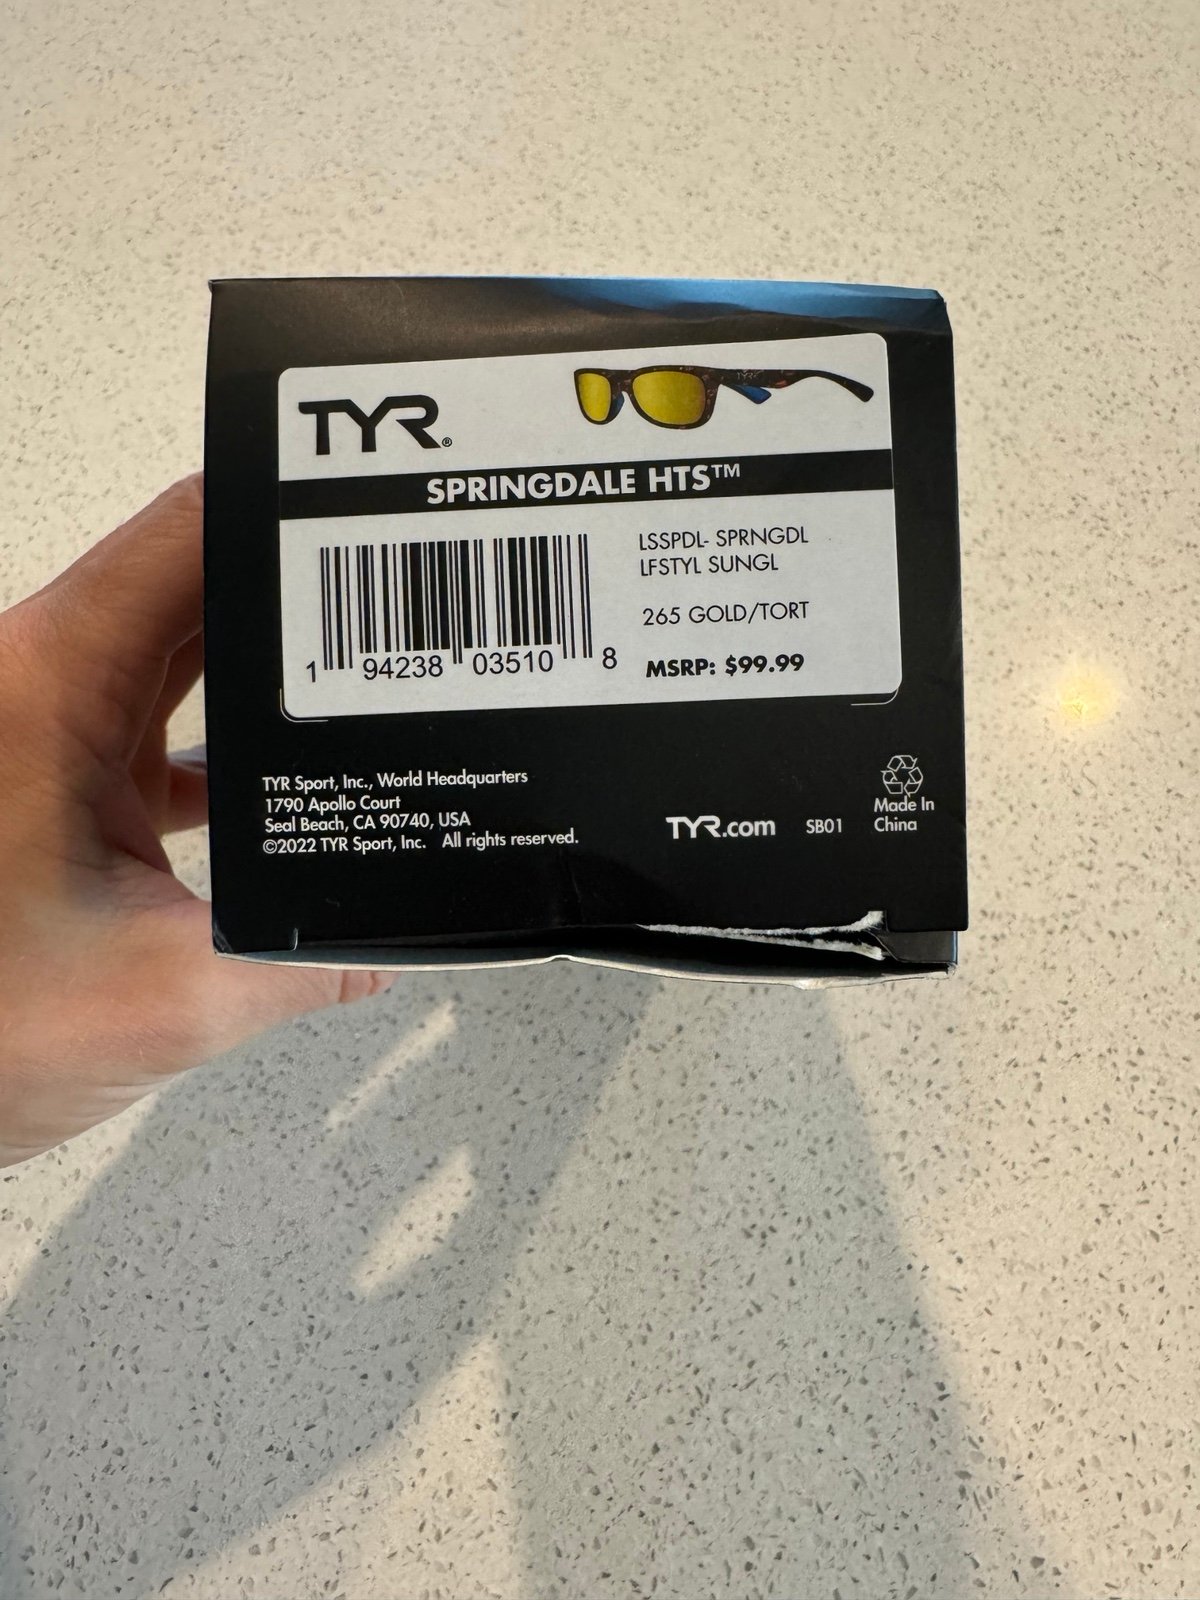 TYR®
TYR
SPRINGDALE HTS™
LSSPDL- SPRNGDL
LFSTYL SUNGL
265 GOLD/TORT
MSRP: $99.99
1 94238 03510 8
TYR Sport, Inc., World Headquarters
1790 Apollo Court
Seal Beach, CA 90740, USA
©2022 TYR Sport, Inc. All rights reserved.
TYR.com
SB01
Made In
China